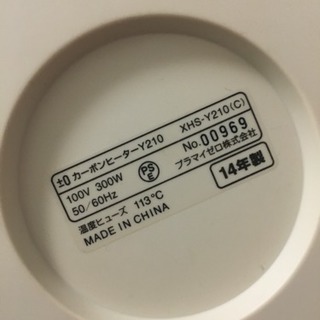 ±0 カーボンヒーターY210 XHS-Y210(C)
100V 300W
50/60Hz
PSE
No.00969
プラマイゼロ株式会社
温度ヒューズ 113℃
14年製
MADE IN CHINA